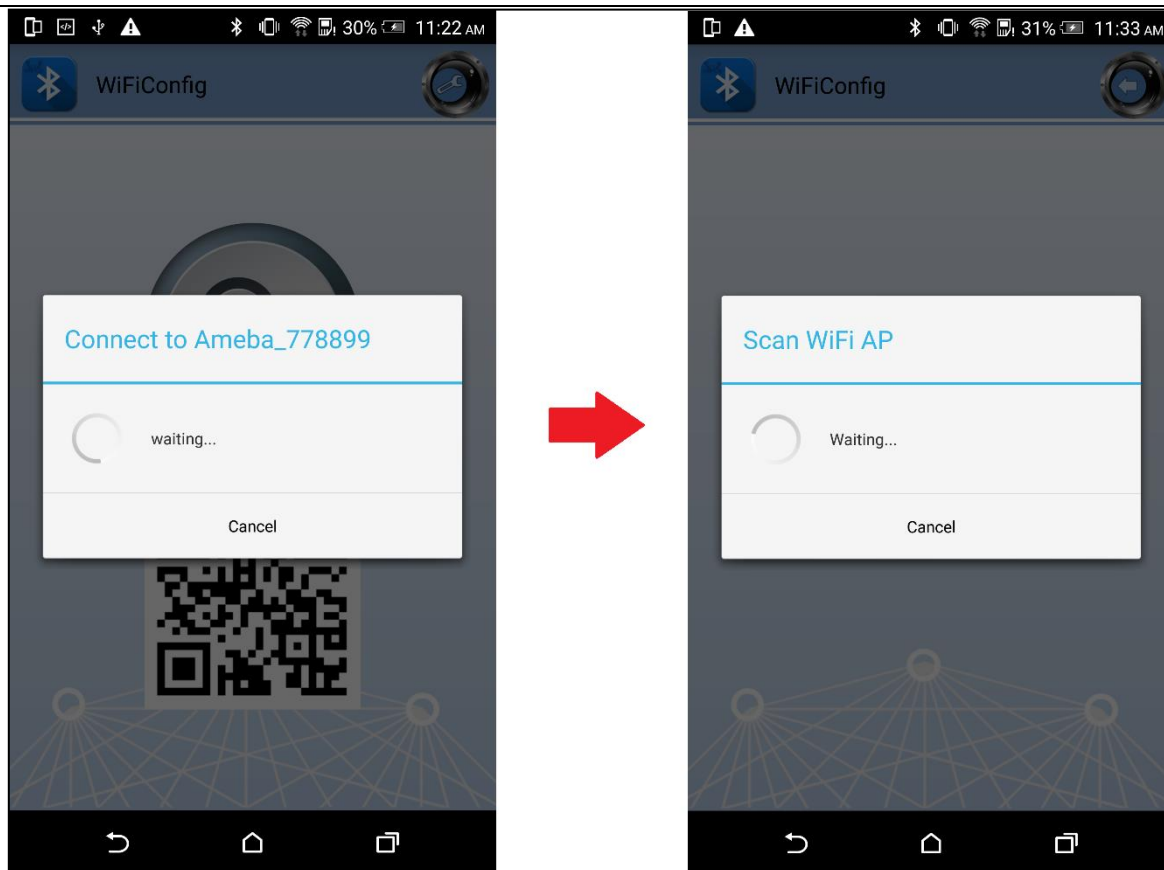 30% 11:22 AM
WiFiConfig
Connect to Ameba_778899
waiting...
Cancel
31% 11:33 AM
WiFiConfig
Scan WiFi AP
Waiting...
Cancel